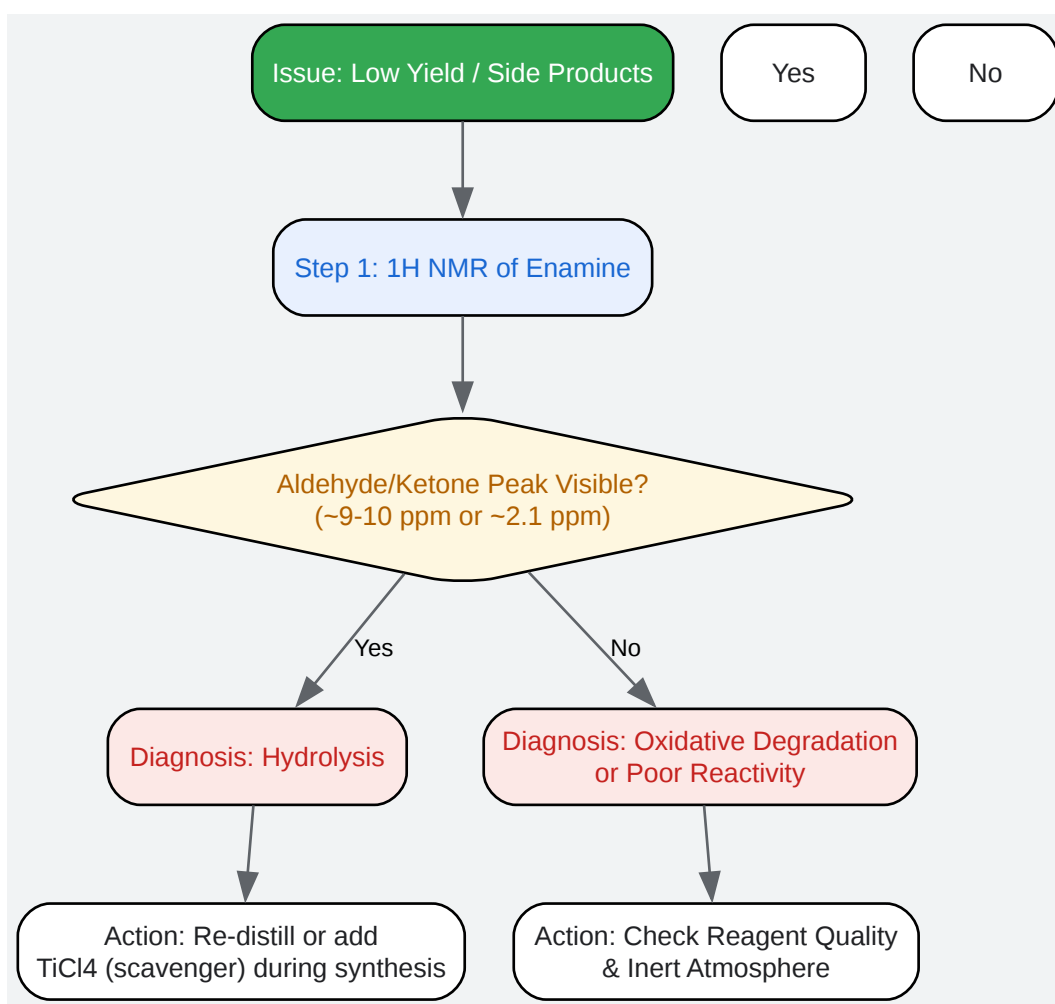 Issue: Low Yield / Side Products
Yes
No
Step 1: 1H NMR of Enamine
Aldehyde/Ketone Peak Visible?
(~9-10 ppm or ~2.1 ppm)
Yes
No
Diagnosis: Hydrolysis
Diagnosis: Oxidative Degradation
or Poor Reactivity
Action: Re-distill or add
TiCl4 (scavenger) during synthesis
Action: Check Reagent Quality
& Inert Atmosphere